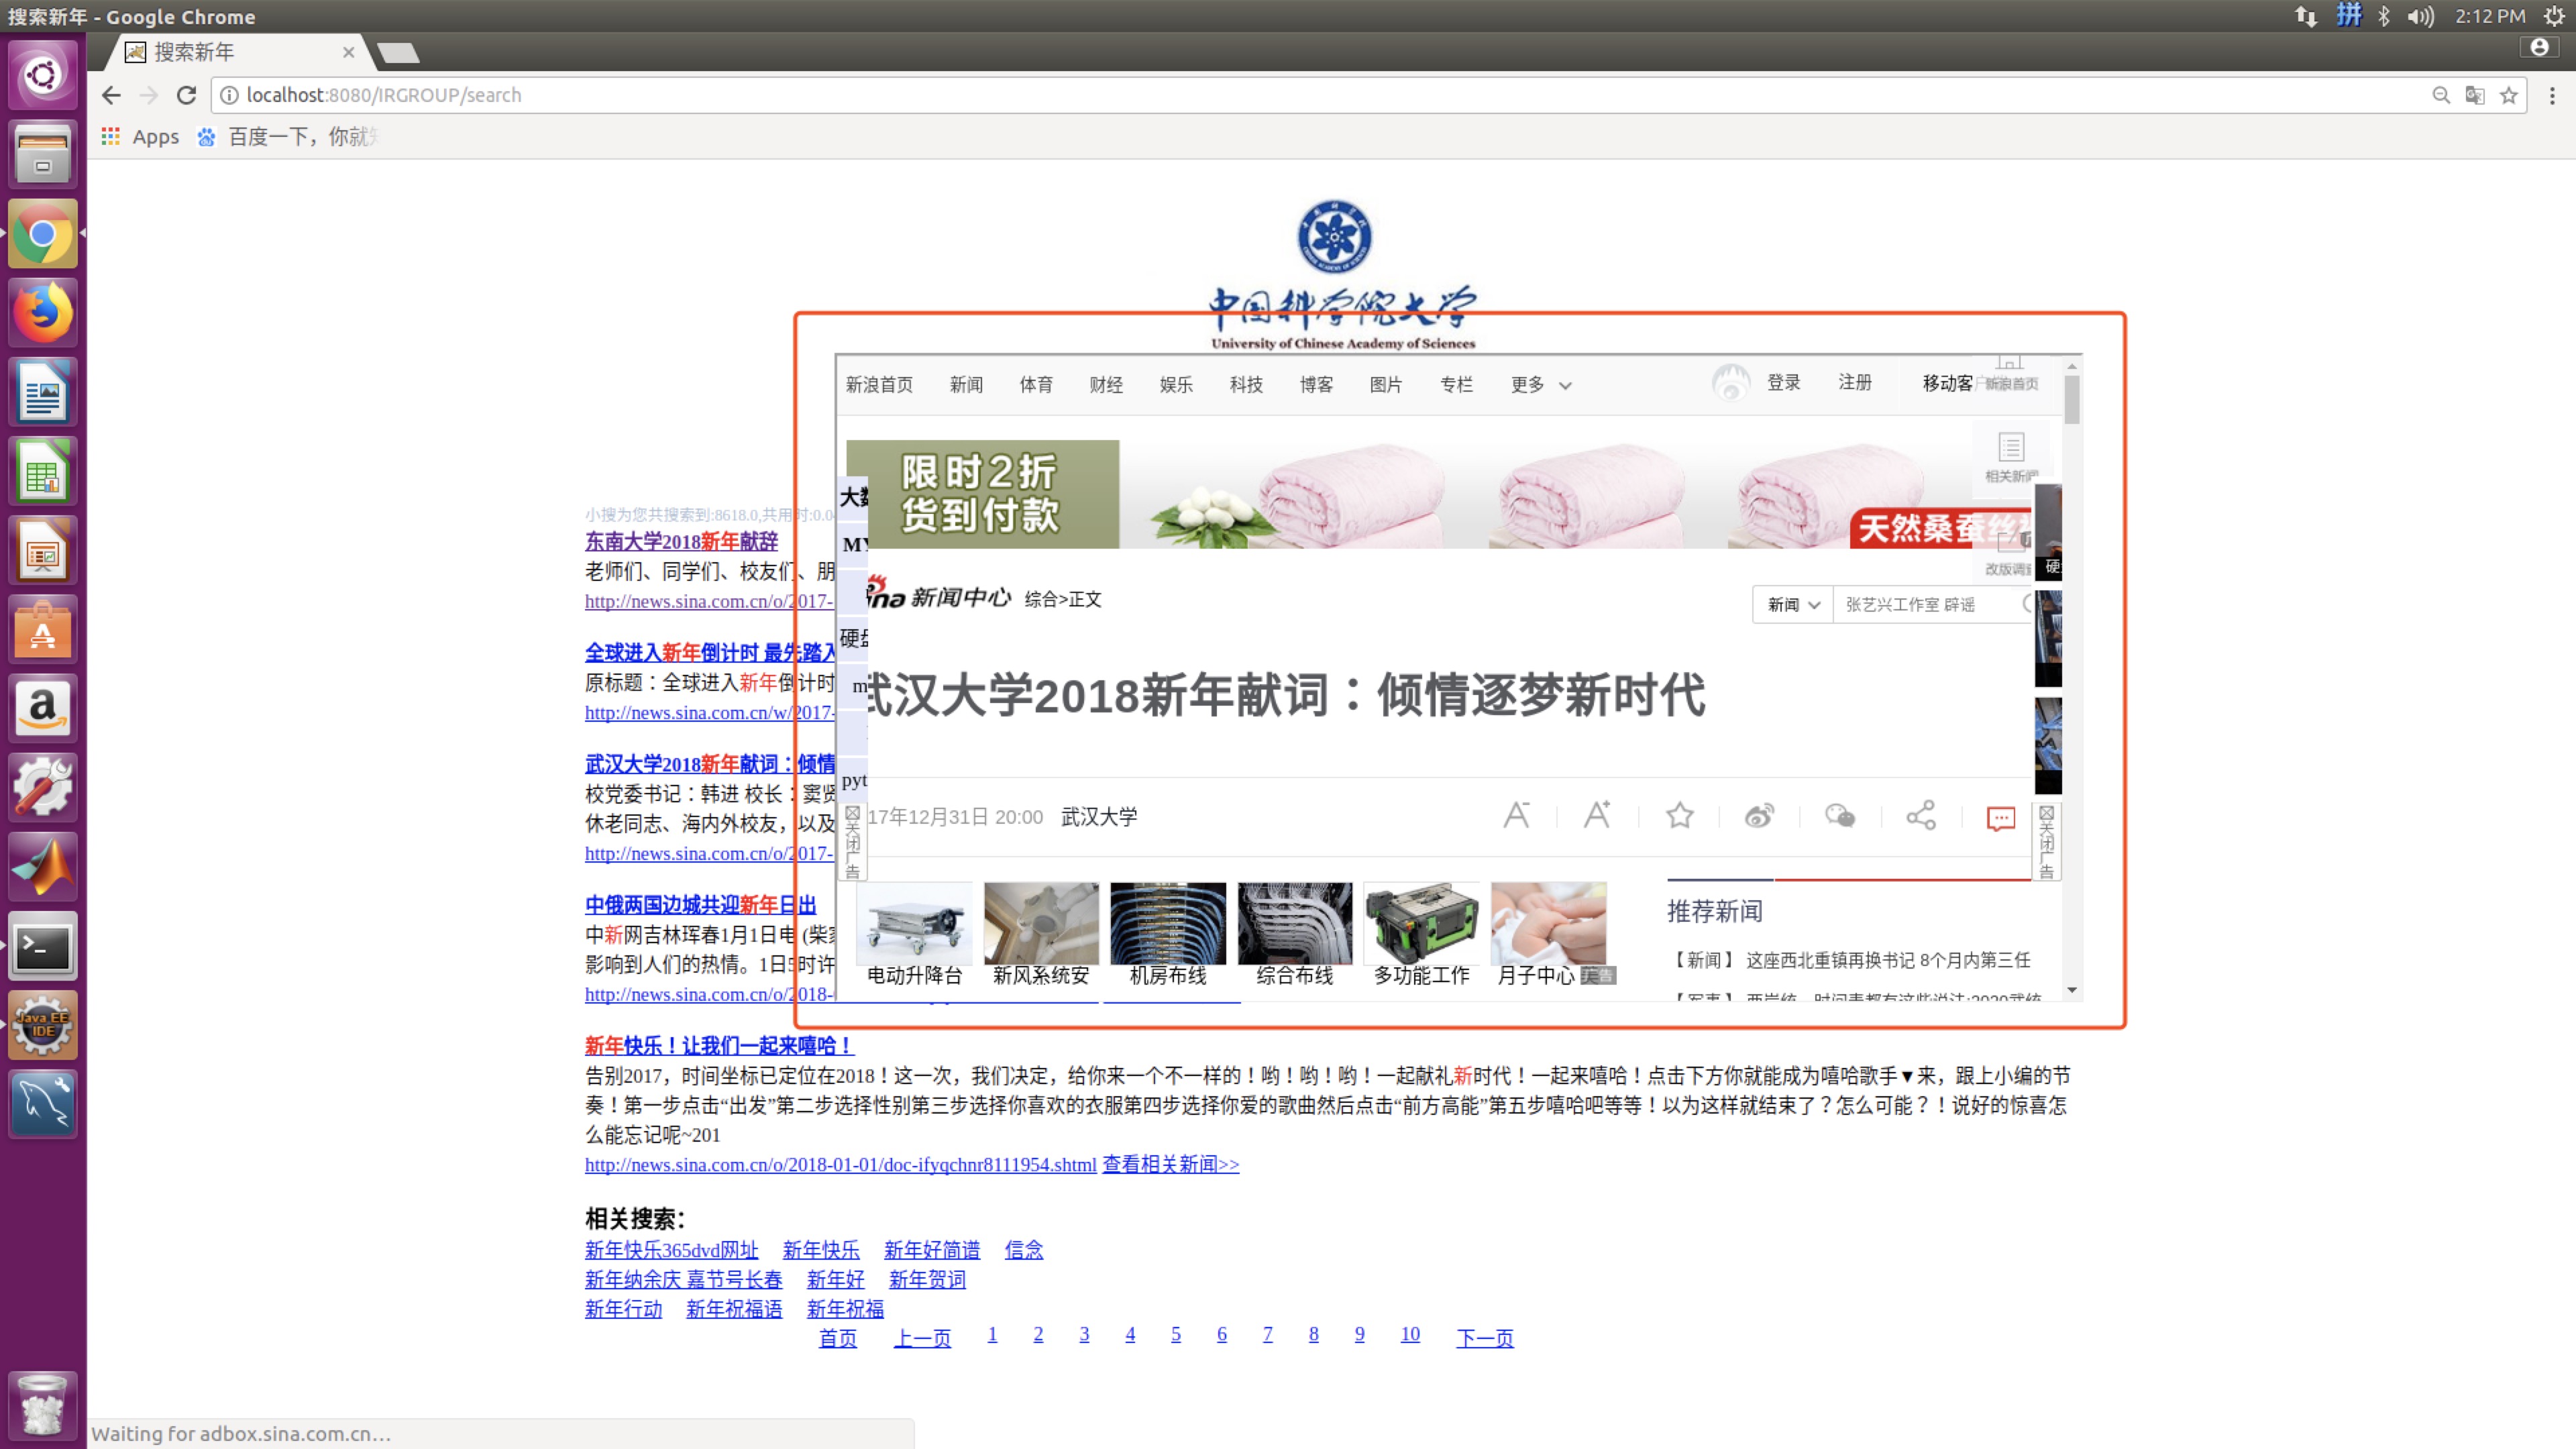 搜索新年 - Google Chrome
2:12 PM
搜索新年
localhost:8080/IRGROUP/search
Apps 百度一下，你就
中国科学院大学
University of Chinese Academy of Sciences
新浪首页 新闻 体育 财经 娱乐 科技 博客 图片 专栏 更多 登录 注册 移动客
新浪首页
限时2折
货到付款
相关新闻
天然桑蚕丝
改版调
小搜为您共搜索到:8618.0,共用时:0.0
东南大学2018新年献辞
老师们、同学们、校友们、朋
http://news.sina.com.cn/o/2017-
新闻中心 综合>正文
新闻 张艺兴工作室 辟谣
全球进入新年倒计时 最先踏入
原标题：全球进入新年倒计时
http://news.sina.com.cn/w/2017-
武汉大学2018新年献词：倾情逐梦新时代
武汉大学2018新年献词：倾情
校党委书记：韩进 校长：窦贤
休老同志、海内外校友，以及
http://news.sina.com.cn/o/2017-
pyt
17年12月31日 20:00 武汉大学
关闭广告
关闭广告
中俄两国边城共迎新年日出
中新网吉林珲春1月1日电 (柴家
影响到人们的热情。1日5时许
http://news.sina.com.cn/o/2018-
电动升降台 新风系统安 机房布线 综合布线 多功能工作 月子中心
推荐新闻
【新闻】 这座西北重镇再换书记 8个月内第三任
新年快乐！让我们一起来嘻哈！
告别2017，时间坐标已定位在2018！这一次，我们决定，给你来一个不一样的！哟！哟！哟！一起献礼新时代！一起来嘻哈！点击下方你就能成为嘻哈歌手▼来，跟上小编的节
奏！第一步点击“出发”第二步选择性别第三步选择你喜欢的衣服第四步选择你爱的歌曲然后点击“前方高能”第五步嘻哈吧等等！以为这样就结束了？怎么可能？！说好的惊喜怎
么能忘记呢~201
http://news.sina.com.cn/o/2018-01-01/doc-ifyqchnr8111954.shtml 查看相关新闻>>
相关搜索：
新年快乐365dvd网址 新年快乐 新年好简谱 信念
新年纳余庆 嘉节号长春 新年好 新年贺词
新年行动 新年祝福语 新年祝福
首页 上一页 1 2 3 4 5 6 7 8 9 10 下一页
Waiting for adbox.sina.com.cn…